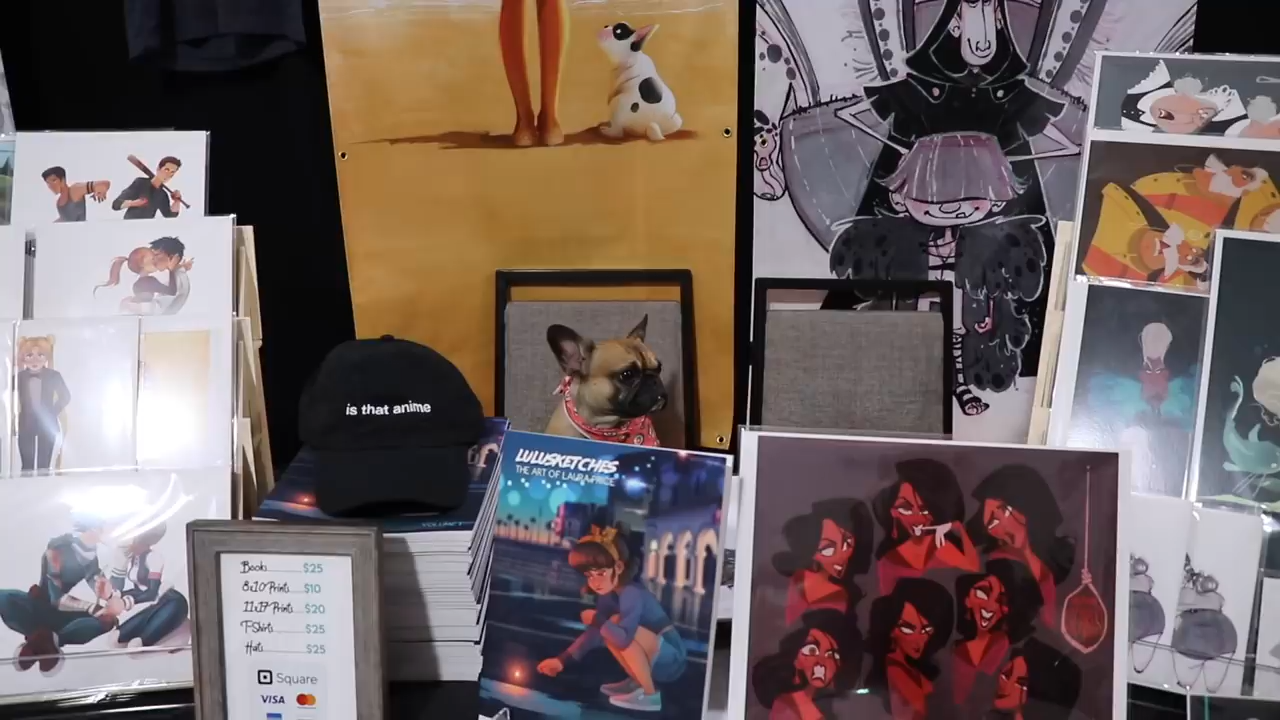 is that anime
LULUSKETCHES
THE ART OF LAURA PRICE
Books.....$25
8x10 Prints.....$10
11x17 Prints.....$20
T-Shirts.....$25
Hats.....$25
Square
VISA
MasterCard